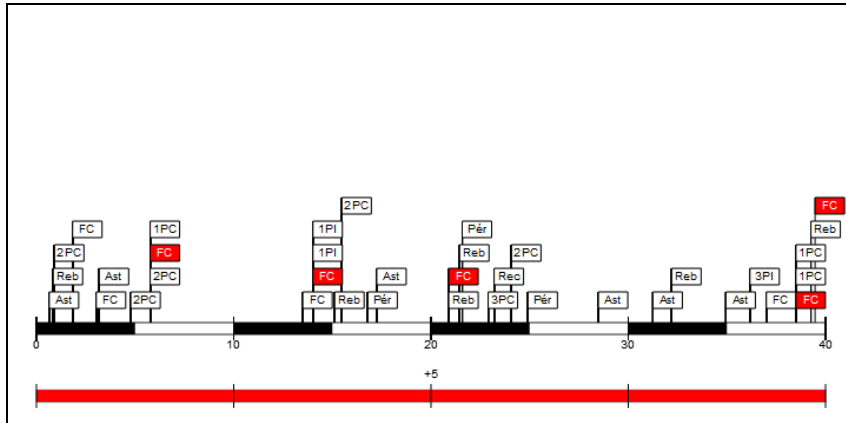 2PC FC
FC 1PC 1PI Pér Reb
2PC FC 1PI Reb 2PC 1PC
Reb Ast 2PC FC Ast FC Rec Reb 3PI 1PC
Ast FC 2PC FC Reb Pér Reb 3PC Pér Ast Ast Ast FC FC
0 10 20 30 40
+5